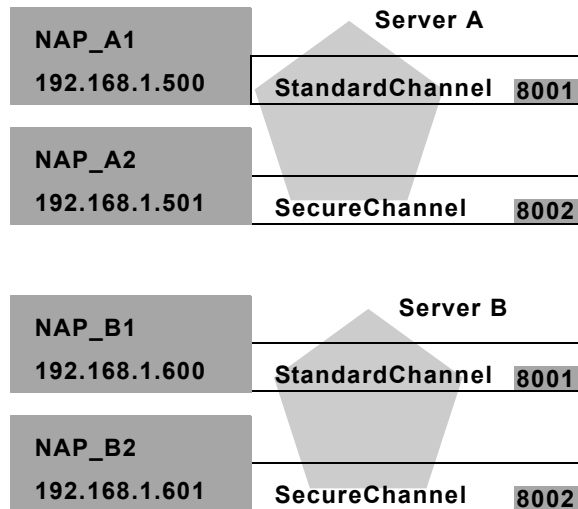 Server A
NAP_A1
192.168.1.500
StandardChannel 8001
NAP_A2
192.168.1.501
SecureChannel 8002
Server B
NAP_B1
192.168.1.600
StandardChannel 8001
NAP_B2
192.168.1.601
SecureChannel 8002